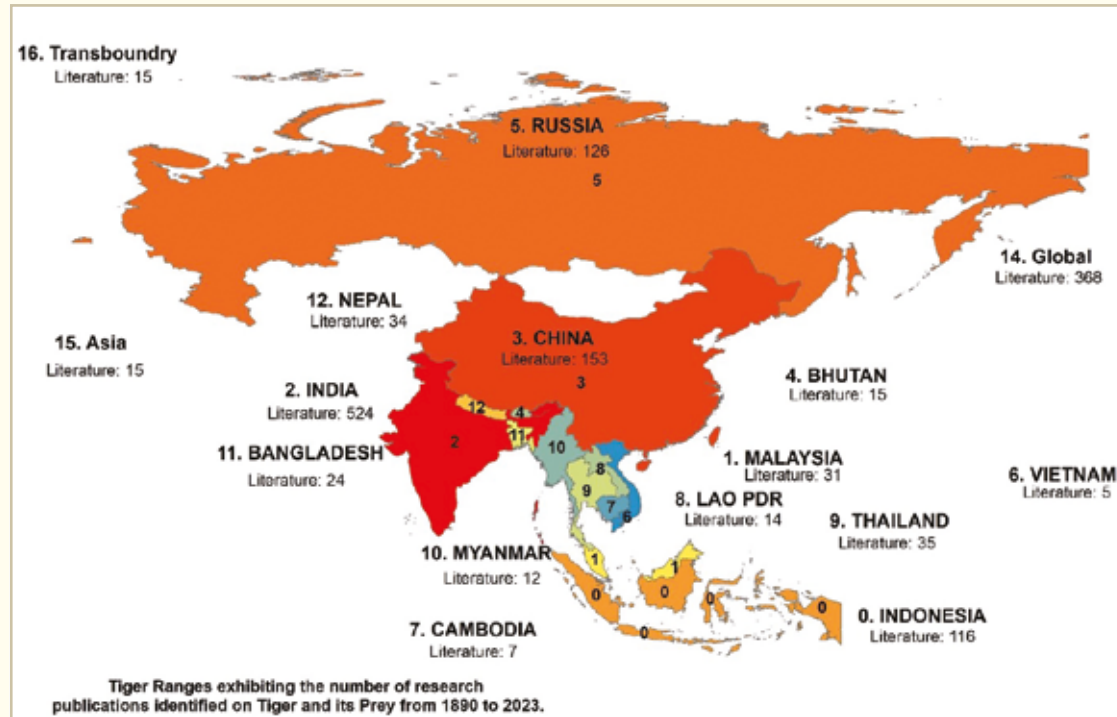 16. Transboundry
Literature: 15
5. RUSSIA
Literature: 126
5
14. Global
Literature: 368
12. NEPAL
Literature: 34
15. Asia
Literature: 15
3. CHINA
Literature: 153
3
4. BHUTAN
Literature: 15
2. INDIA
Literature: 524
12
4
11
2
10
11. BANGLADESH
Literature: 24
1. MALAYSIA
Literature: 31
6. VIETNAM
Literature: 5
8
9
7
6
8. LAO PDR
Literature: 14
9. THAILAND
Literature: 35
10. MYANMAR
Literature: 12
1
1
0
0
0
0
0
0. INDONESIA
Literature: 116
7. CAMBODIA
Literature: 7
Tiger Ranges exhibiting the number of research
publications identified on Tiger and its Prey from 1890 to 2023.